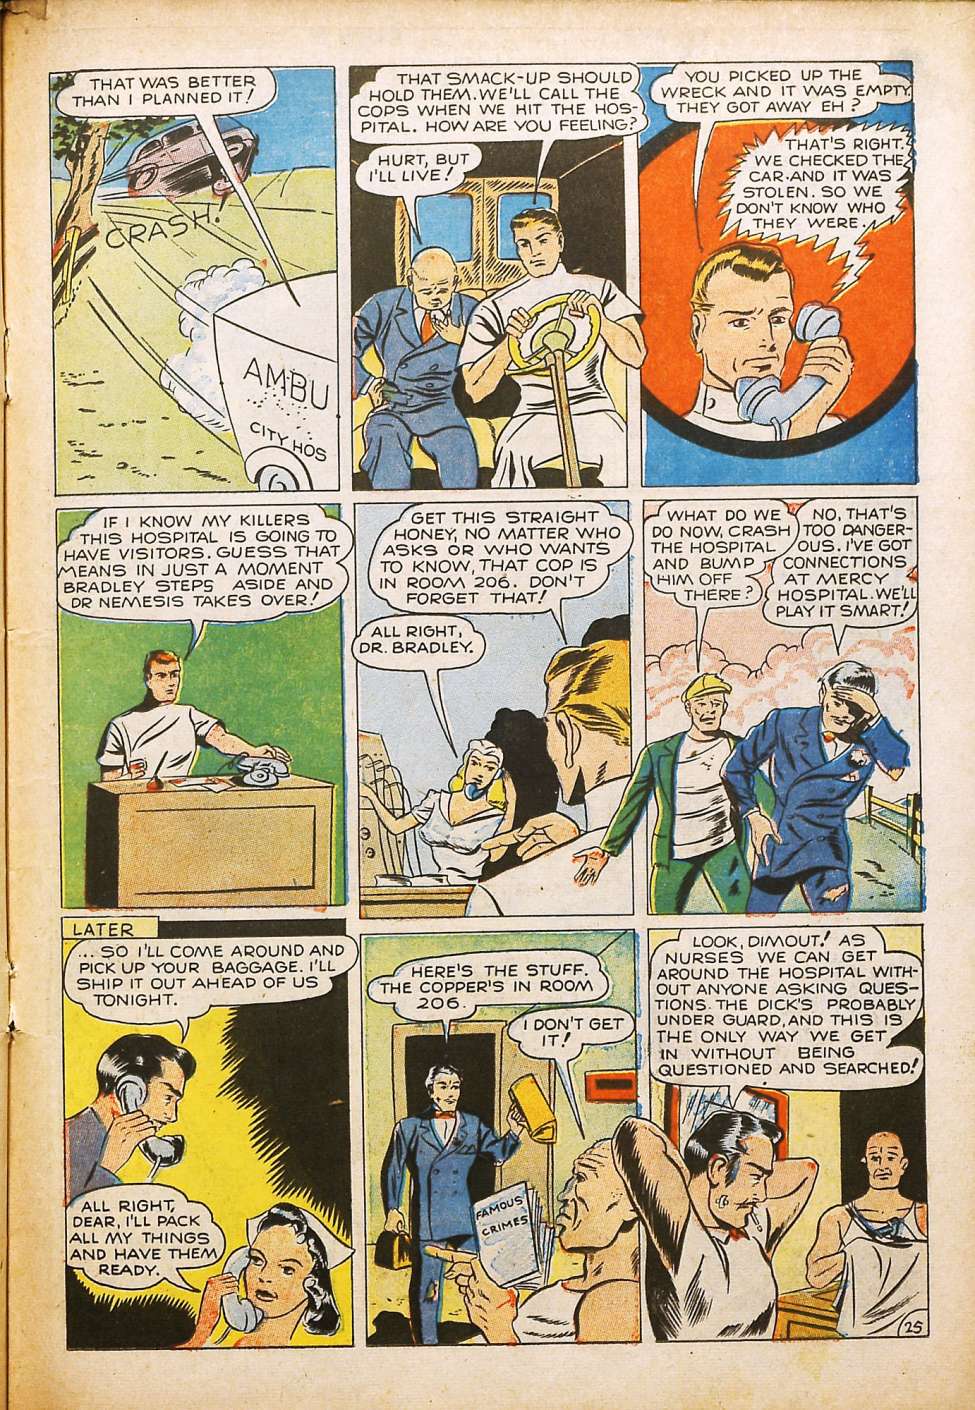 THAT WAS BETTER
THAN I PLANNED IT!
CRASH!
AMBU
CITY HOS
THAT SMACK-UP SHOULD
HOLD THEM. WE'LL CALL THE
COPS WHEN WE HIT THE HOS-
PITAL. HOW ARE YOU FEELING?
HURT, BUT
I'LL LIVE!
YOU PICKED UP THE
WRECK AND IT WAS EMPTY.
THEY GOT AWAY EH?
THAT'S RIGHT.
WE CHECKED THE
CAR. AND IT WAS
STOLEN. SO WE
DON'T KNOW WHO
THEY WERE.
IF I KNOW MY KILLERS
THIS HOSPITAL IS GOING TO
HAVE VISITORS. GUESS THAT
MEANS IN JUST A MOMENT
BRADLEY STEPS ASIDE AND
DR NEMESIS TAKES OVER!
GET THIS STRAIGHT
HONEY, NO MATTER WHO
ASKS OR WHO WANTS
TO KNOW, THAT COP IS
IN ROOM 206. DON'T
FORGET THAT!
ALL RIGHT,
DR. BRADLEY.
WHAT DO WE
DO NOW, CRASH
THE HOSPITAL
AND BUMP
HIM OFF
THERE?
NO, THAT'S
TOO DANGER-
OUS. I'VE GOT
CONNECTIONS
AT MERCY
HOSPITAL. WE'LL
PLAY IT SMART!
LATER
... SO I'LL COME AROUND AND
PICK UP YOUR BAGGAGE. I'LL
SHIP IT OUT AHEAD OF US
TONIGHT.
ALL RIGHT,
DEAR, I'LL PACK
ALL MY THINGS
AND HAVE THEM
READY.
HERE'S THE STUFF.
THE COPPER'S IN ROOM
206.
I DON'T GET
IT!
FAMOUS
CRIMES
LOOK, DIMOUT! AS
NURSES WE CAN GET
AROUND THE HOSPITAL WITH-
OUT ANYONE ASKING QUES-
TIONS. THE DICK'S PROBABLY
UNDER GUARD, AND THIS IS
THE ONLY WAY WE GET
IN WITHOUT BEING
QUESTIONED AND SEARCHED!
25